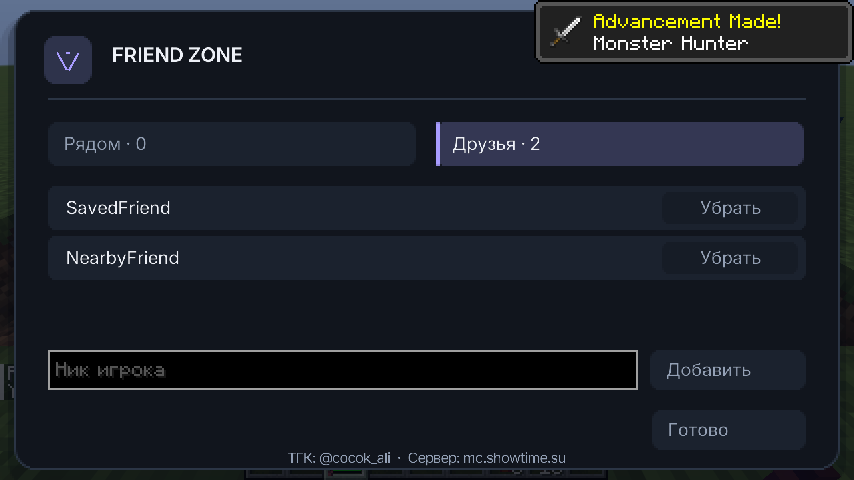 Advancement Made!
Monster Hunter
FRIEND ZONE
Рядом · 0
Друзья · 2
SavedFriend
Убрать
NearbyFriend
Убрать
Ник игрока
Добавить
Готово
ТГК: @cocok_ali · Сервер: mc.showtime.su